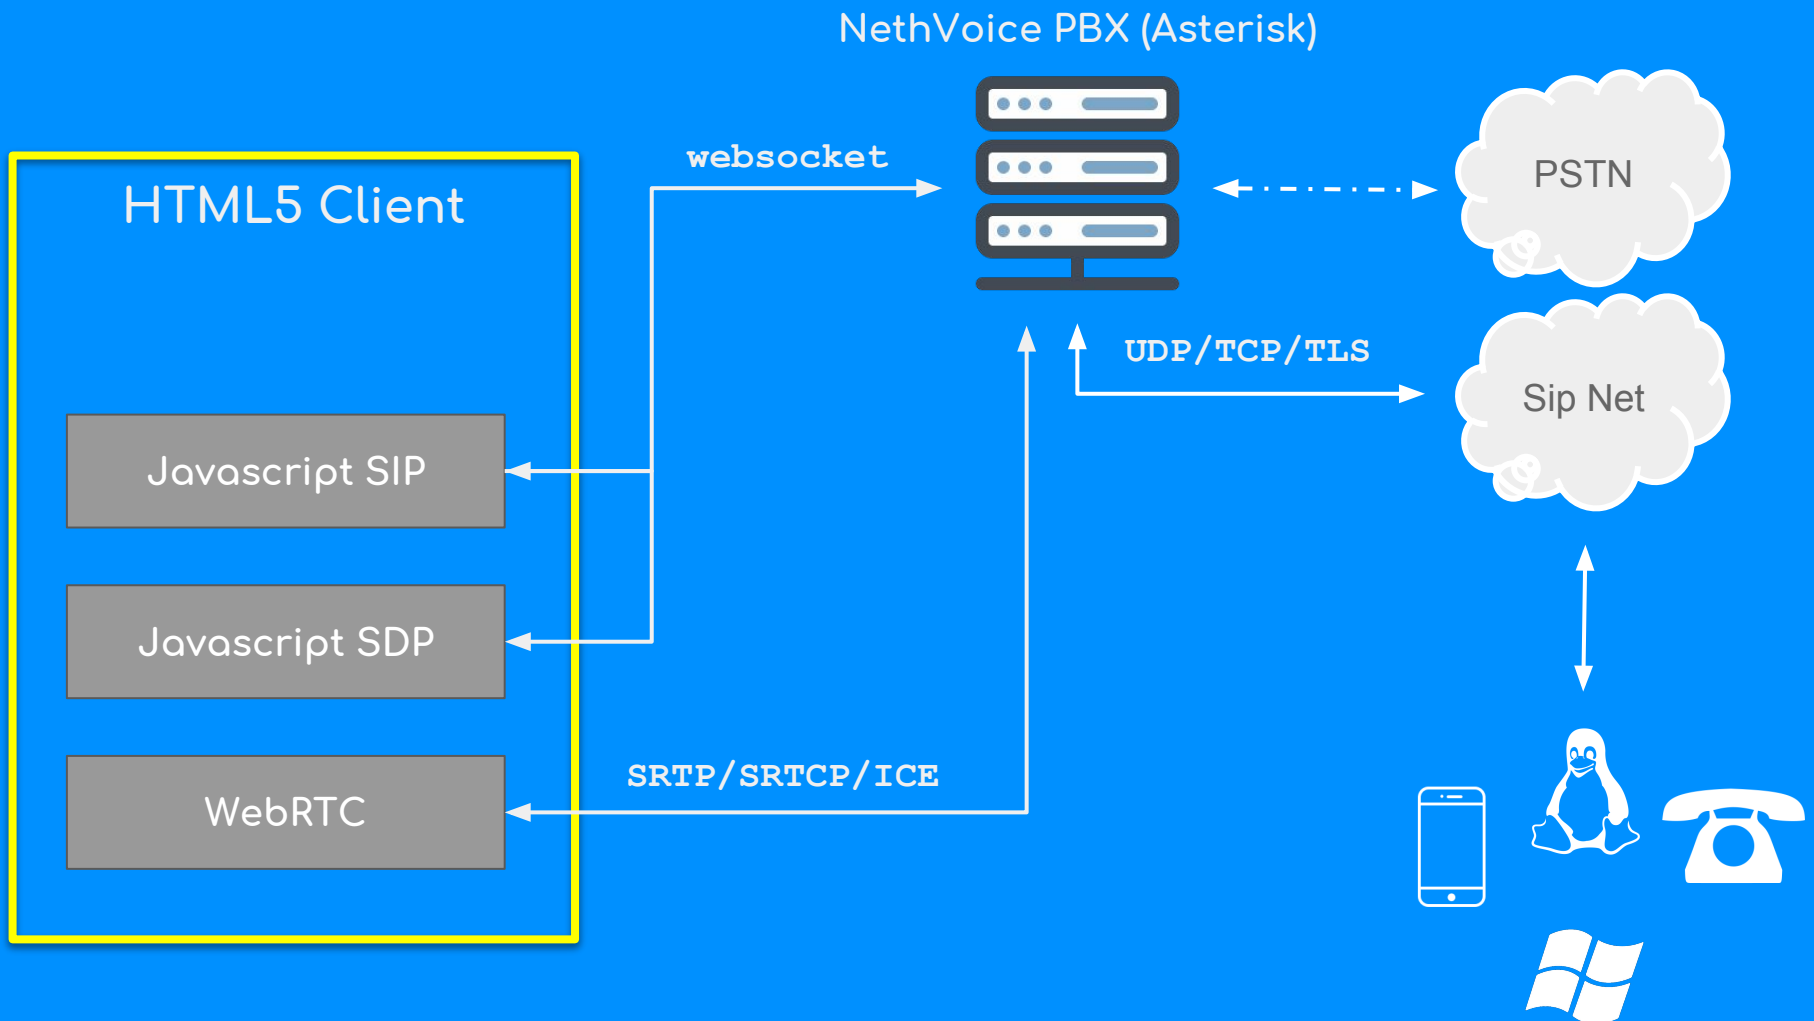 NethVoice PBX (Asterisk)
websocket
PSTN
HTML5 Client
UDP/TCP/TLS
Sip Net
Javascript SIP
Javascript SDP
SRTP/SRTCP/ICE
WebRTC